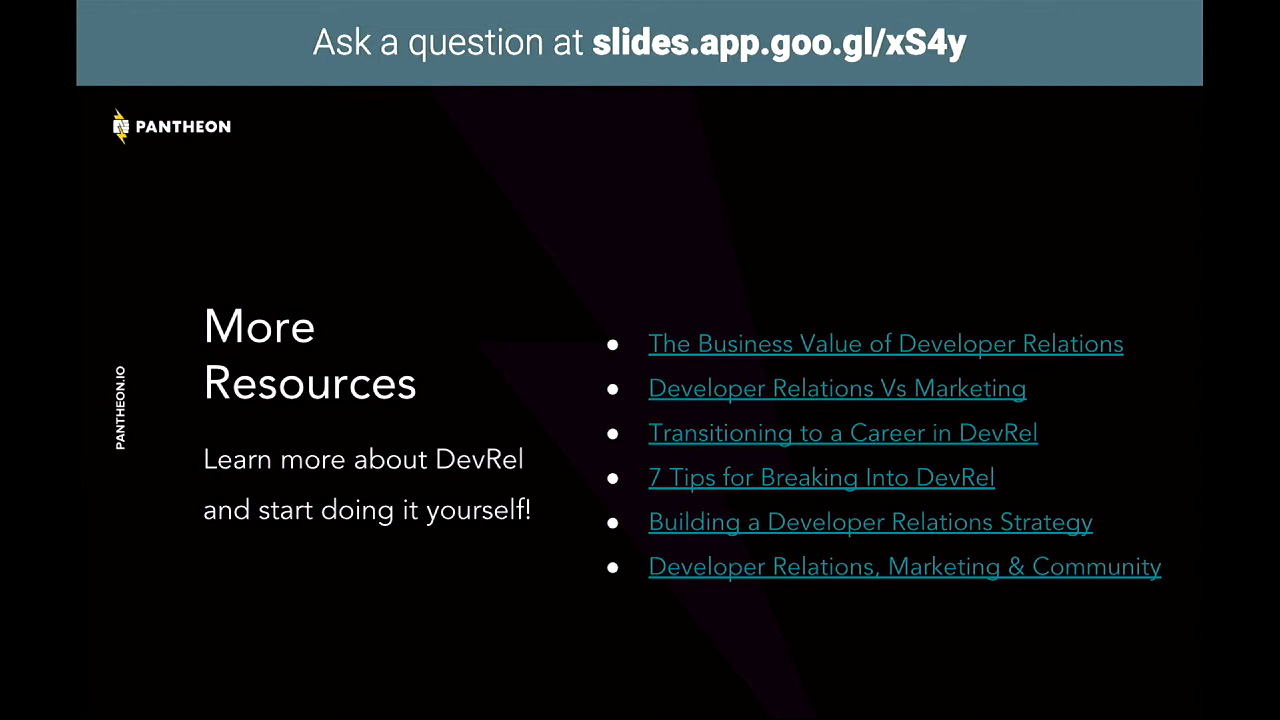 Ask a question at slides.app.goo.gl/xS4y
PANTHEON
PANTHEON.IO
More
Resources
Learn more about DevRel
and start doing it yourself!
● The Business Value of Developer Relations
● Developer Relations Vs Marketing
● Transitioning to a Career in DevRel
● 7 Tips for Breaking Into DevRel
● Building a Developer Relations Strategy
● Developer Relations, Marketing & Community